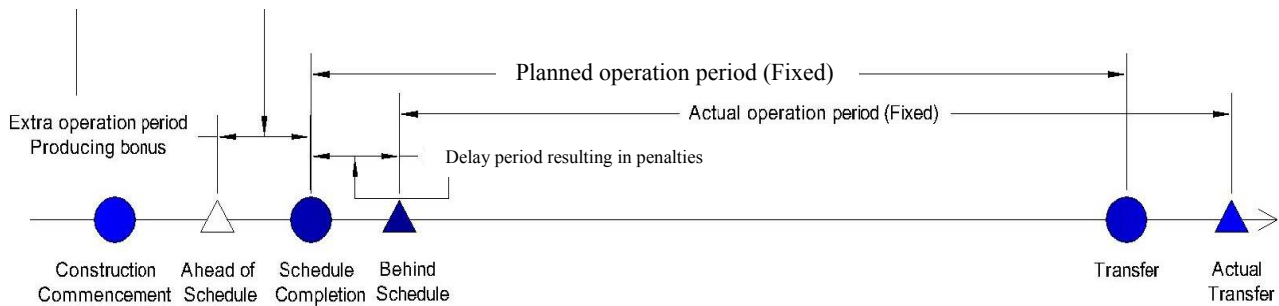 Planned operation period (Fixed)
Actual operation period (Fixed)
Extra operation period
Producing bonus
Delay period resulting in penalties
Construction
Commencement
Ahead of
Schedule
Schedule
Completion
Behind
Schedule
Transfer
Actual
Transfer